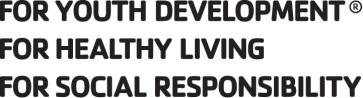 FOR YOUTH DEVELOPMENT®
FOR HEALTHY LIVING
FOR SOCIAL RESPONSIBILITY